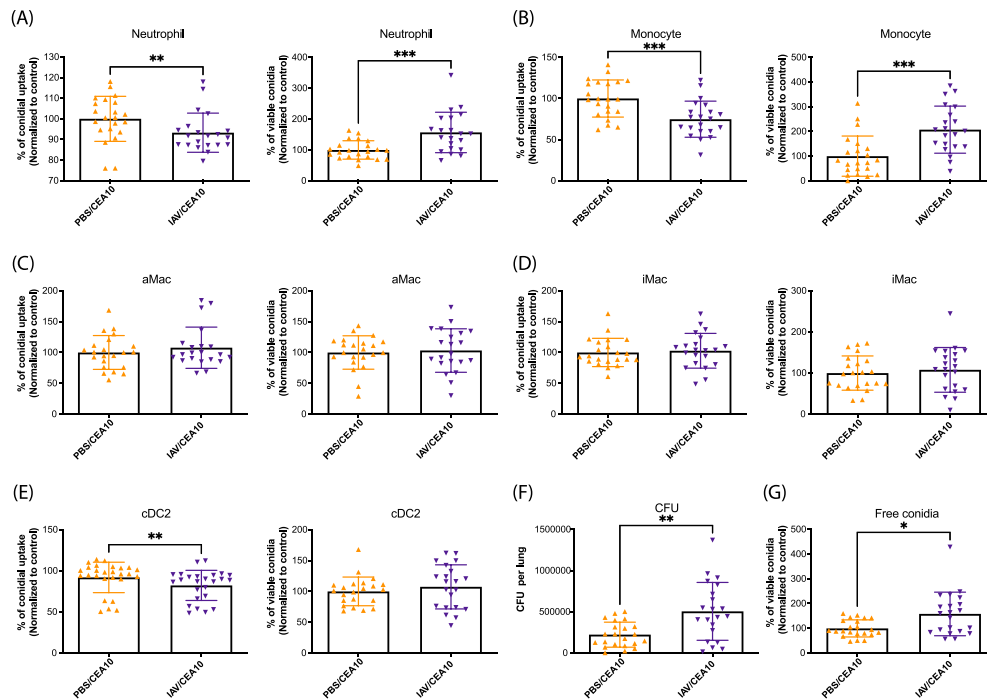 (A)
Neutrophil
% of conidial uptake
(Normalized to control)
130
120
110
100
90
80
70
**
PBS/CEA10
IAV/CEA10
Neutrophil
% of viable conidia
(Normalized to control)
400
300
200
100
0
***
PBS/CEA10
IAV/CEA10
(B)
Monocyte
% of conidial uptake
(Normalized to control)
150
100
50
0
***
PBS/CEA10
IAV/CEA10
Monocyte
% of viable conidia
(Normalized to control)
500
400
300
200
100
0
***
PBS/CEA10
IAV/CEA10
(C)
aMac
% of conidial uptake
(Normalized to control)
200
150
100
50
0
PBS/CEA10
IAV/CEA10
aMac
% of viable conidia
(Normalized to control)
200
150
100
50
0
PBS/CEA10
IAV/CEA10
(D)
iMac
% of conidial uptake
(Normalized to control)
200
150
100
50
0
PBS/CEA10
IAV/CEA10
iMac
% of viable conidia
(Normalized to control)
300
200
100
0
PBS/CEA10
IAV/CEA10
(E)
cDC2
% of conidial uptake
(Normalized to control)
150
100
50
0
**
PBS/CEA10
IAV/CEA10
cDC2
% of viable conidia
(Normalized to control)
200
150
100
50
0
PBS/CEA10
IAV/CEA10
(F)
CFU
CFU per lung
1500000
1000000
500000
0
**
PBS/CEA10
IAV/CEA10
(G)
Free conidia
% of viable conidia
(Normalized to control)
500
400
300
200
100
0
*
PBS/CEA10
IAV/CEA10